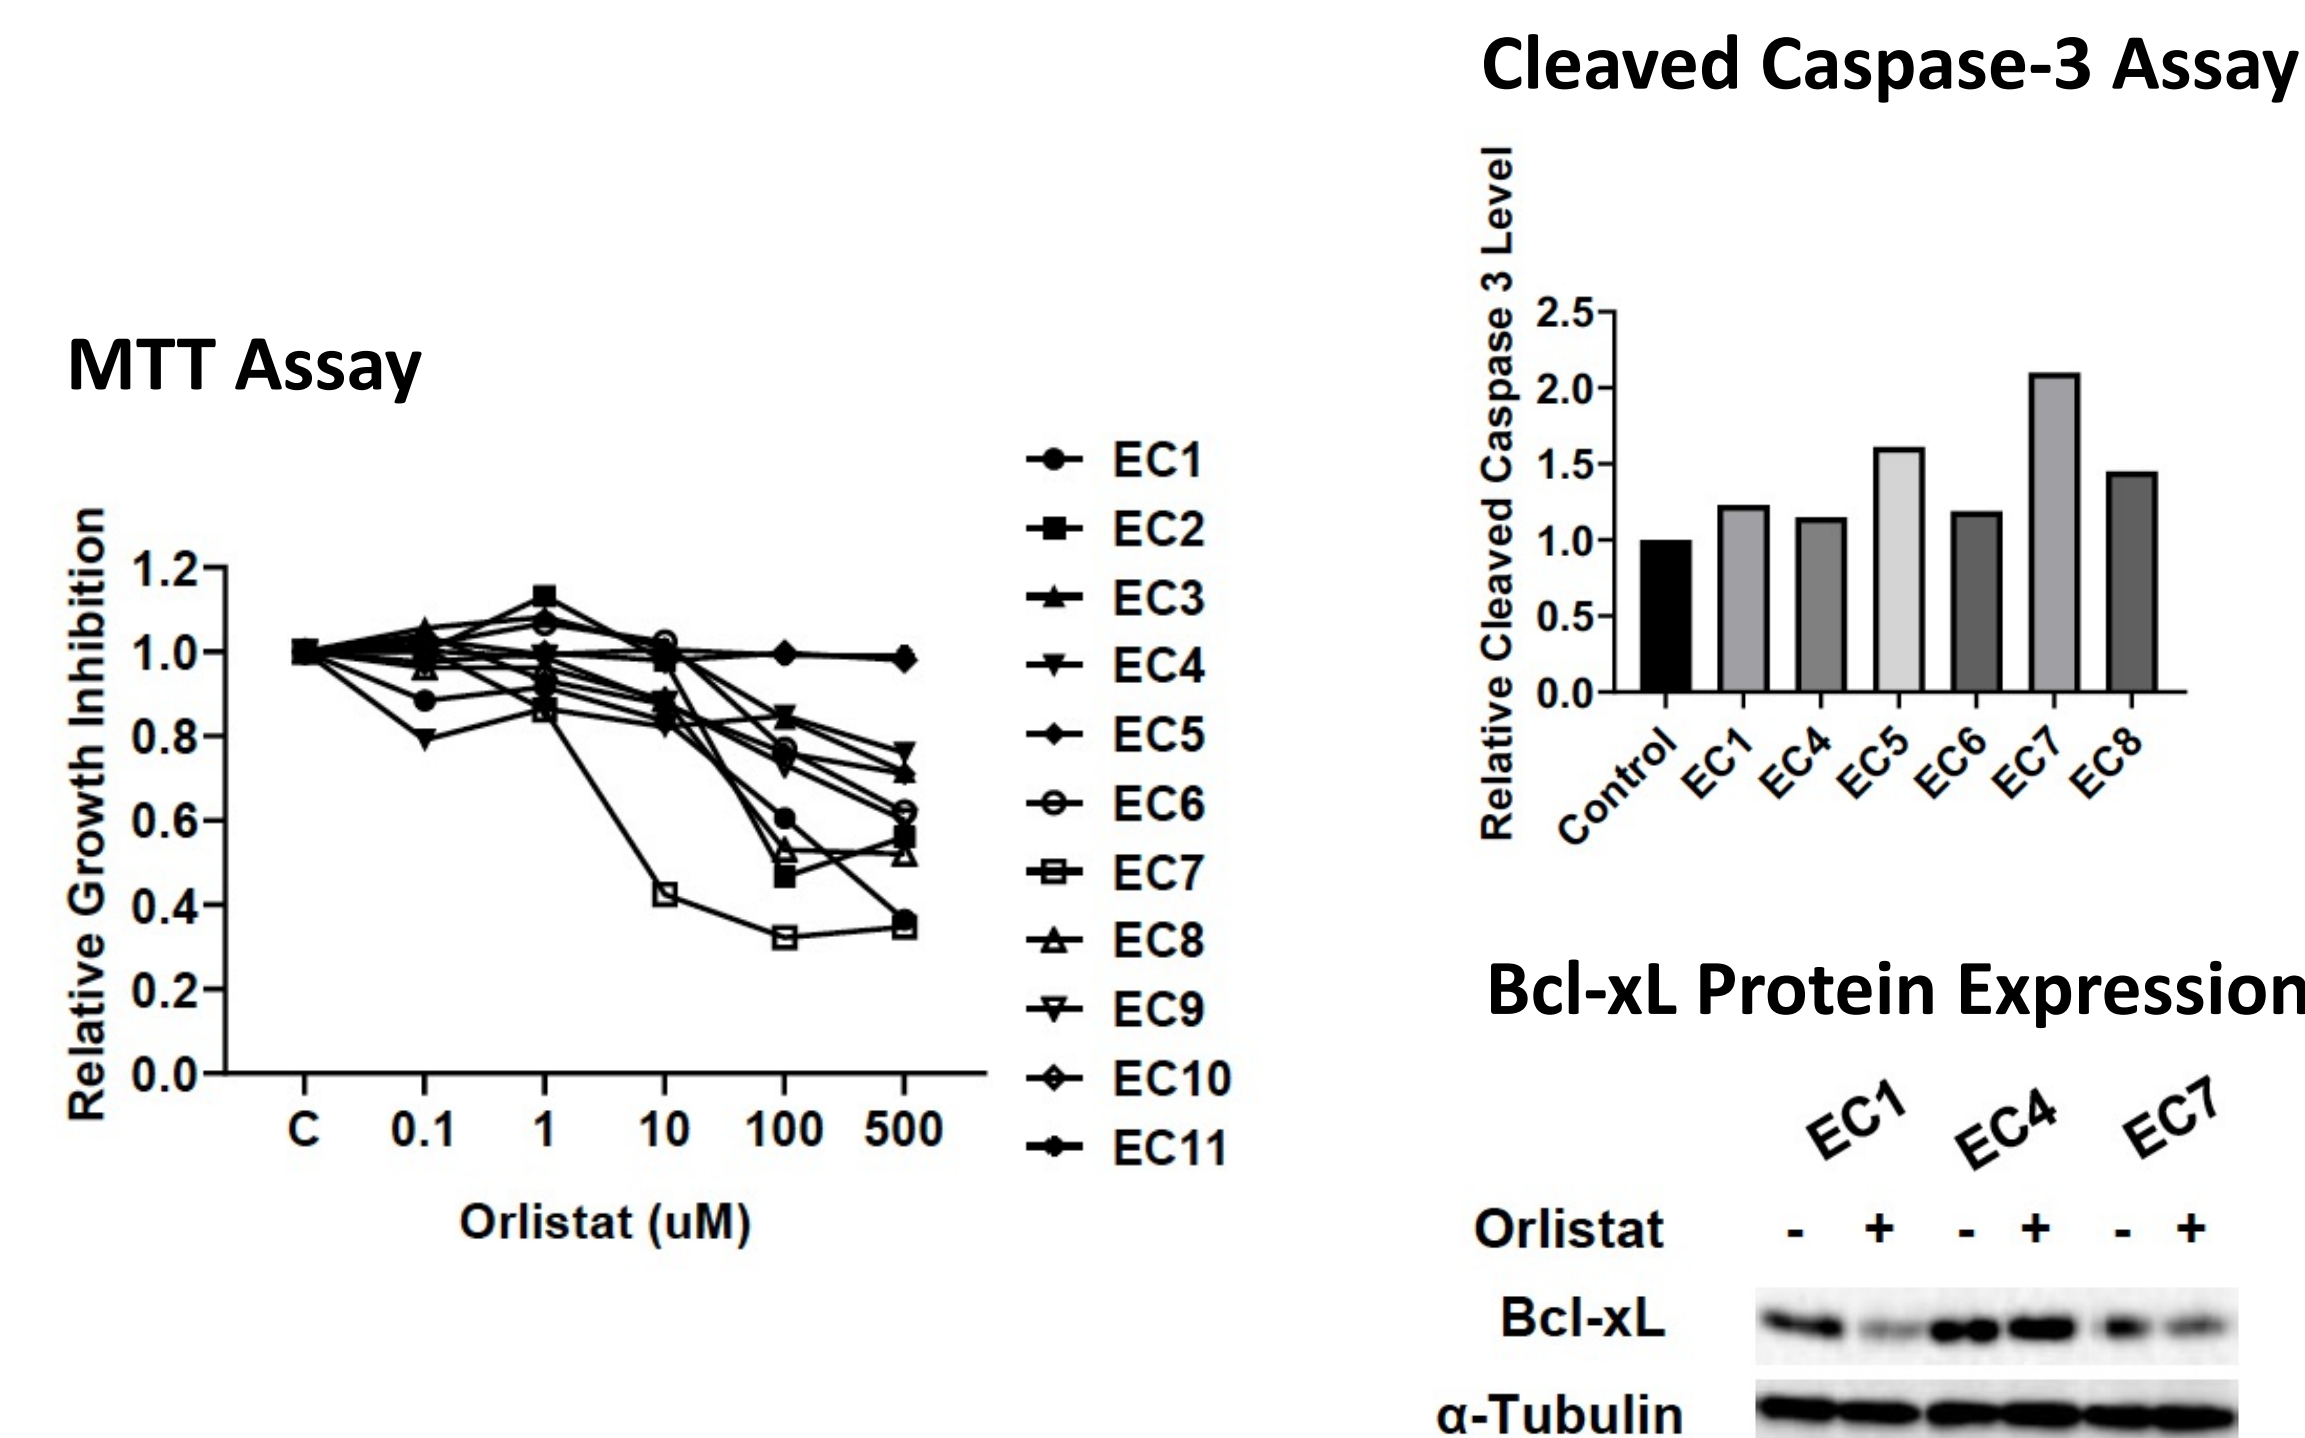 Cleaved Caspase-3 Assay
Relative Cleaved Caspase 3 Level
2.5
2.0
1.5
1.0
0.5
0.0
Control EC1 EC4 EC5 EC6 EC7 EC8
MTT Assay
Relative Growth Inhibition
1.2
1.0
0.8
0.6
0.4
0.2
0.0
C 0.1 1 10 100 500
Orlistat (uM)
EC1
EC2
EC3
EC4
EC5
EC6
EC7
EC8
EC9
EC10
EC11
Bcl-xL Protein Expression
EC1 EC4 EC7
Orlistat - + - + - +
Bcl-xL
α-Tubulin